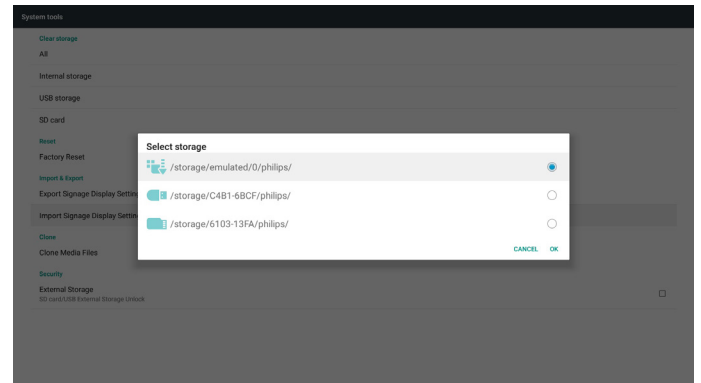 System tools
Clear storage
All
Internal storage
USB storage
SD card
Reset
Factory Reset
Import & Export
Export Signage Display Settin
Import Signage Display Settin
Clone
Clone Media Files
Security
External Storage
SD card/USB External Storage Unlock
Select storage
/storage/emulated/0/philips/
/storage/C4B1-6BCF/philips/
/storage/6103-13FA/philips/
CANCEL OK